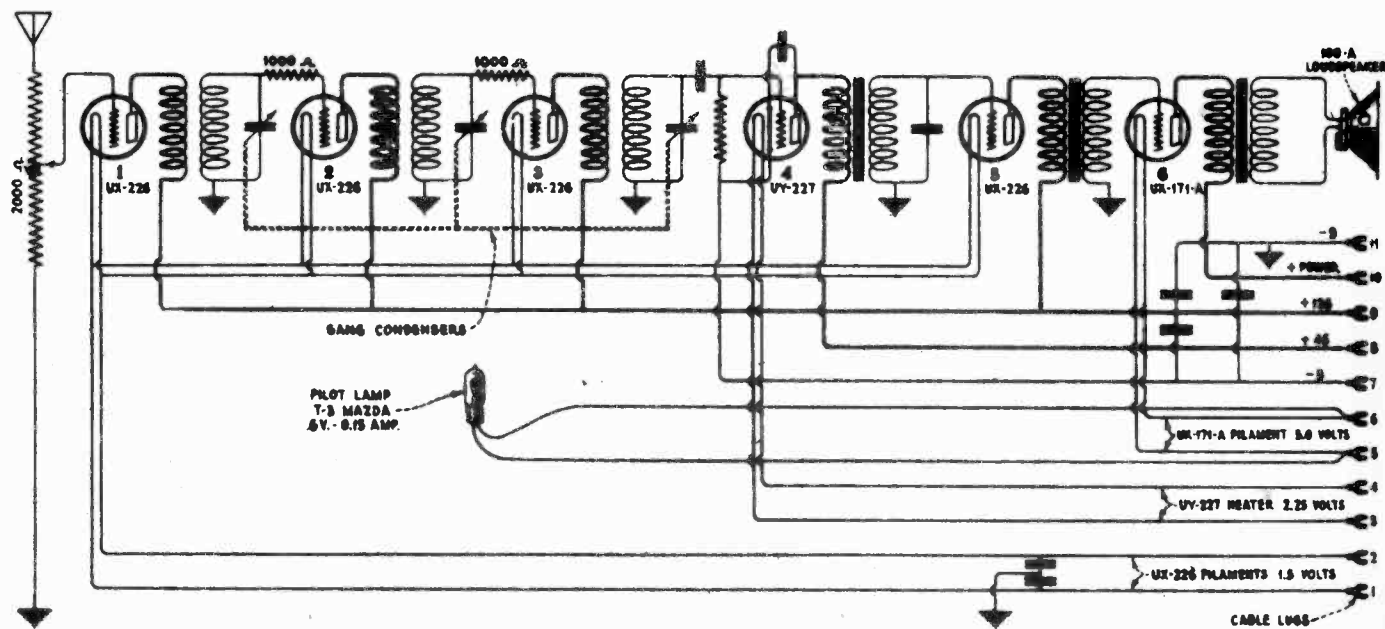 1000 Ω
1000 Ω
100-A
LOUDSPEAKER
2000 Ω
1
UX-226
2
UX-226
3
UX-226
4
UY-227
5
UX-226
6
UX-171-A
-9
11
+ POWER
10
9
8
7
GANG CONDENSERS
PILOT LAMP
T-3 MAZDA
6V.-0.15 AMP.
6
UX-171-A FILAMENT 5.0 VOLTS
5
4
UY-227 HEATER 2.25 VOLTS
3
2
UX-226 FILAMENTS 1.5 VOLTS
1
CABLE LUGS